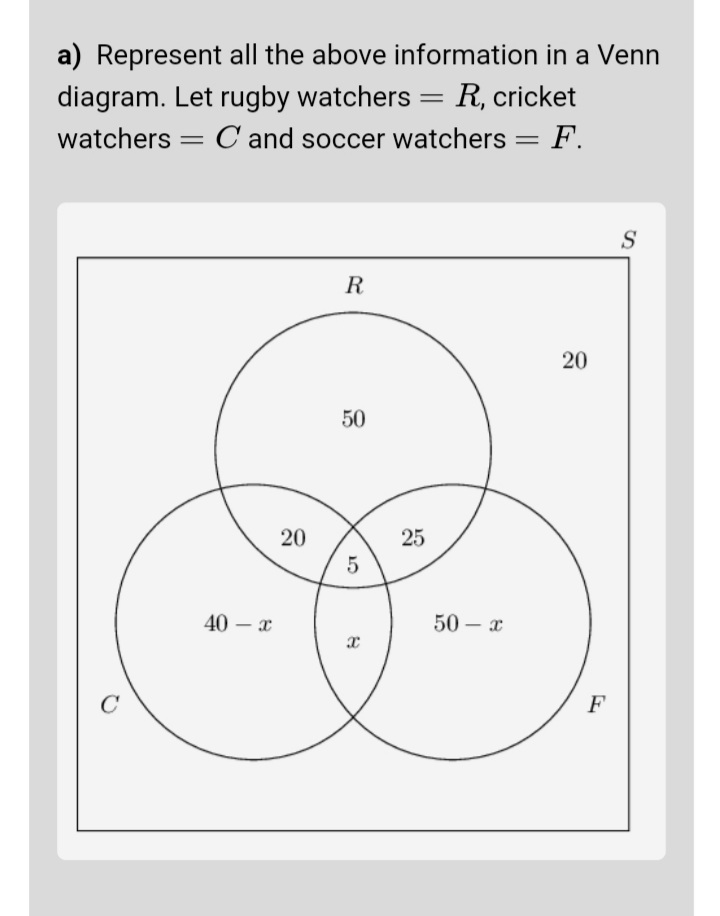 a) Represent all the above information in a Venn
diagram. Let rugby watchers = R, cricket
watchers = C and soccer watchers = F.
S
R
20
50
20
25
5
40 − x
50 − x
x
C
F